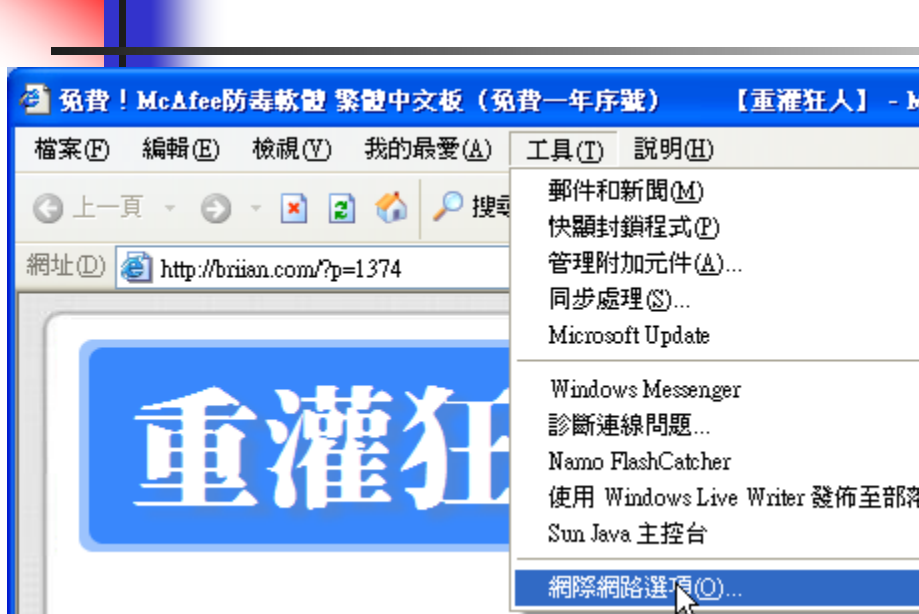 免費！McAfee防毒軟體 繁體中文板（免費一年序號） 【重灌狂人】 -
檔案(F) 編輯(E) 檢視(V) 我的最愛(A) 工具(T) 說明(H)
上一頁 搜尋
網址(D) http://briian.com/?p=1374
重灌狂
郵件和新聞(M)
快顯封鎖程式(P)
管理附加元件(A)...
同步處理(S)...
Microsoft Update
Windows Messenger
診斷連線問題...
Namo FlashCatcher
使用 Windows Live Writer 發佈至部落
Sun Java 主控台
網際網路選項(O)...